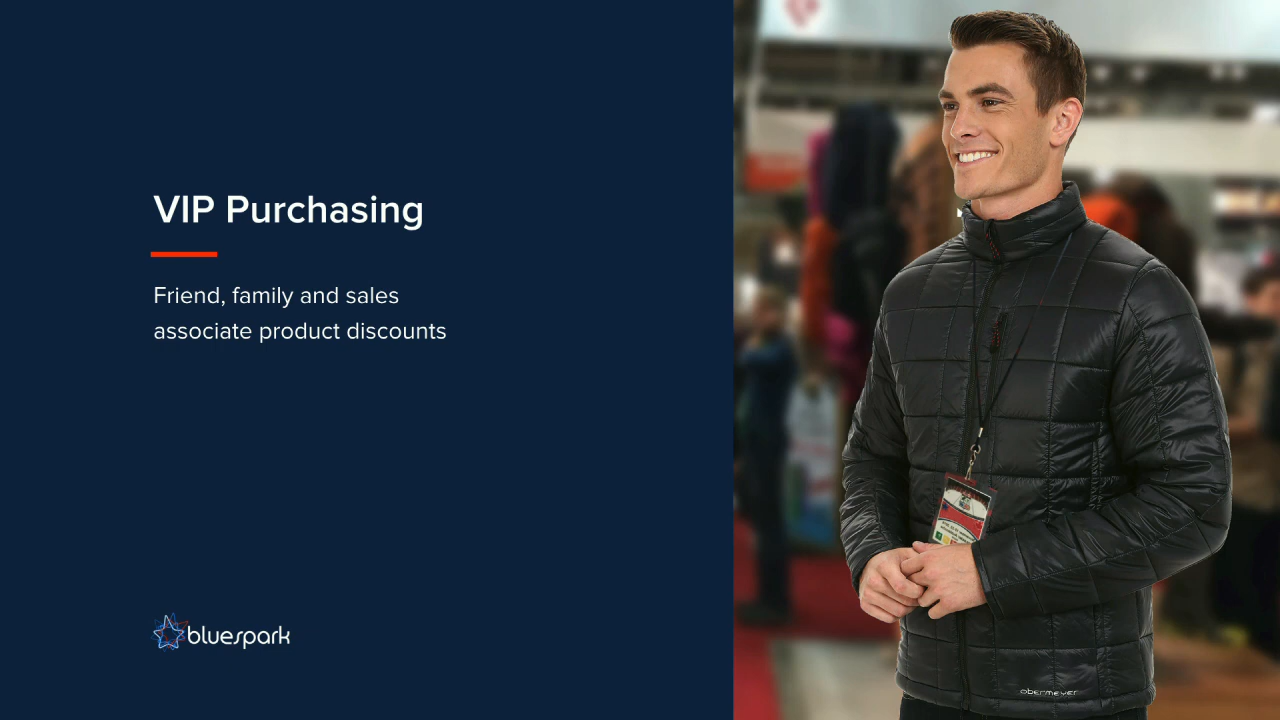 VIP Purchasing
Friend, family and sales
associate product discounts
bluespark
obermeyer